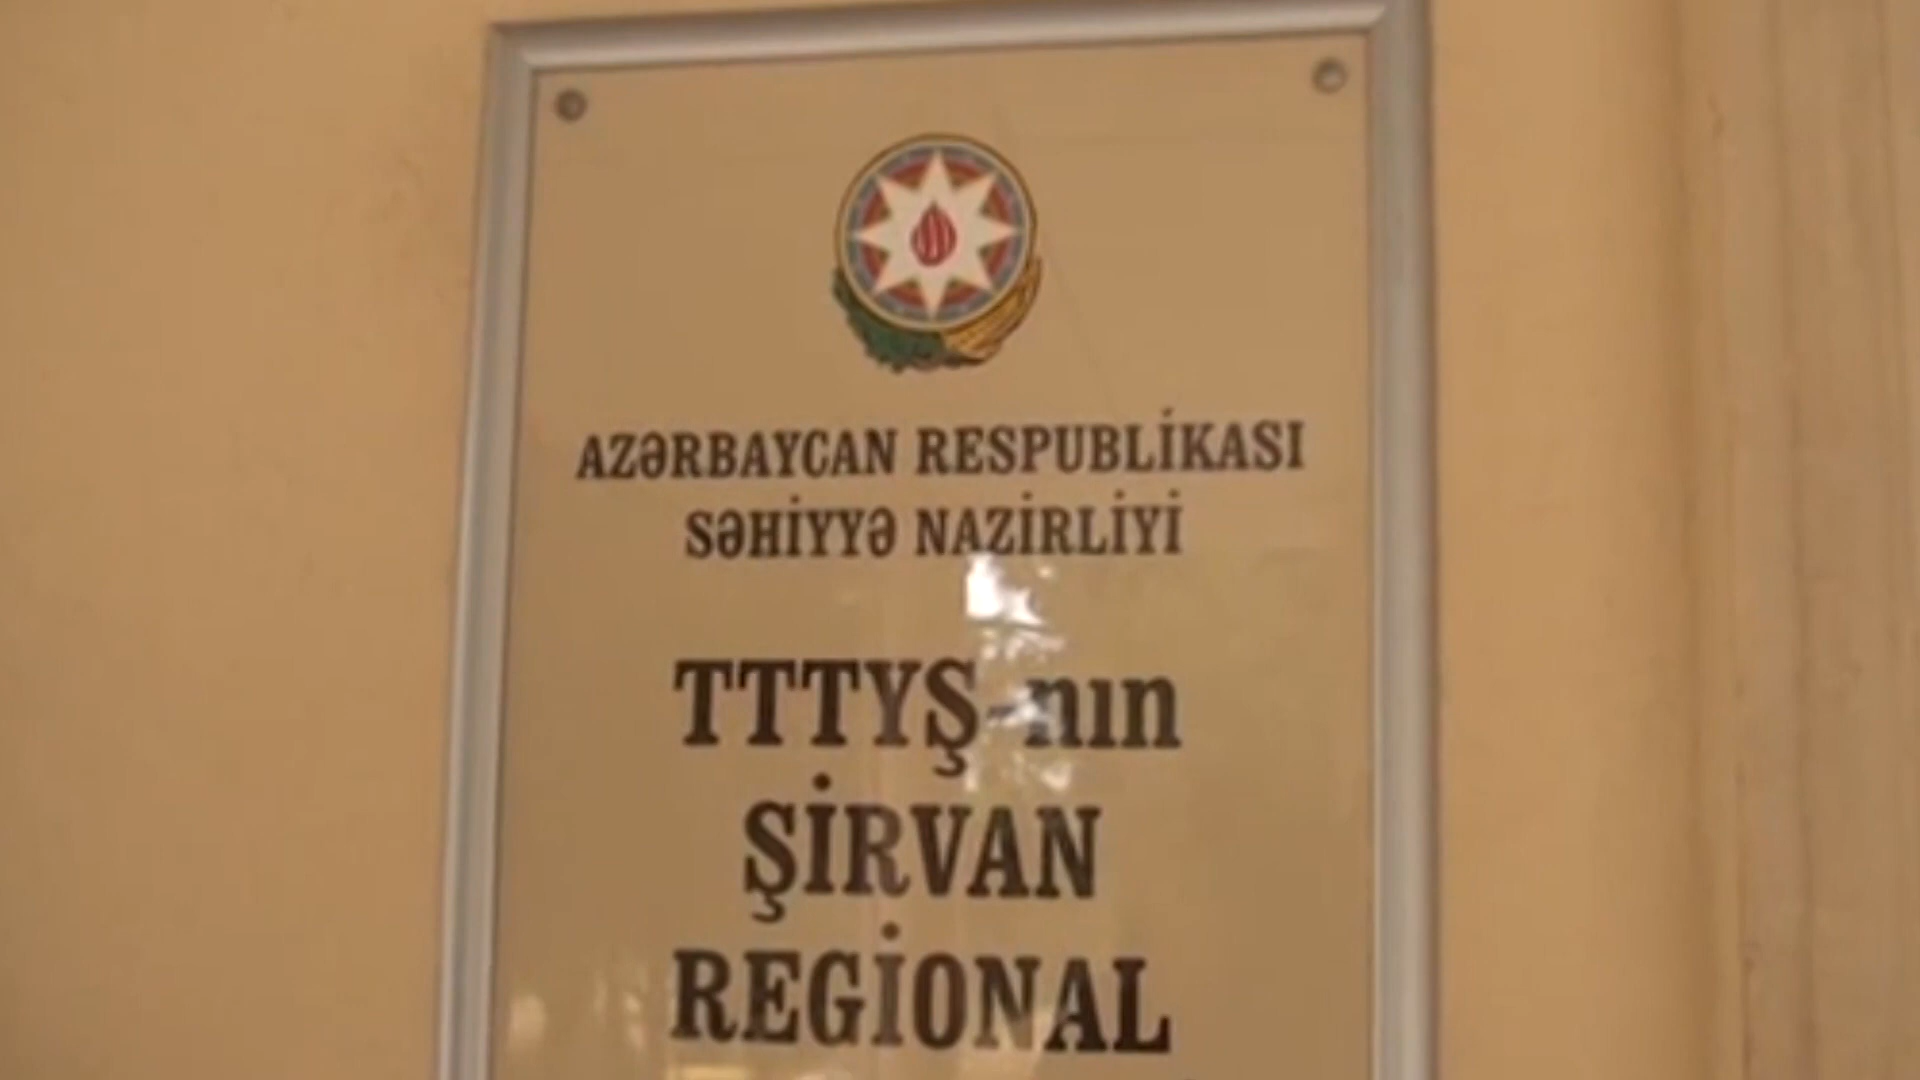 AZƏRBAYCAN RESPUBLİKASI
SƏHİYYƏ NAZİRLİYİ
TTTYŞ-nın
ŞİRVAN
REGİONAL